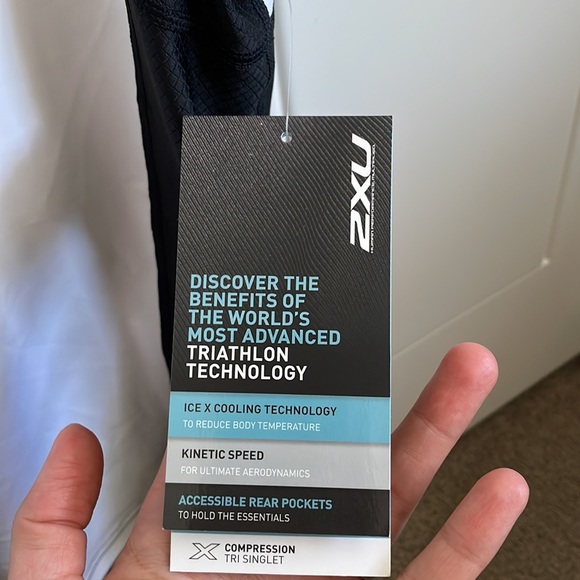 2XU
DISCOVER THE
BENEFITS OF
THE WORLD'S
MOST ADVANCED
TRIATHLON
TECHNOLOGY
ICE X COOLING TECHNOLOGY
TO REDUCE BODY TEMPERATURE
KINETIC SPEED
FOR ULTIMATE AERODYNAMICS
ACCESSIBLE REAR POCKETS
TO HOLD THE ESSENTIALS
COMPRESSION
TRI SINGLET